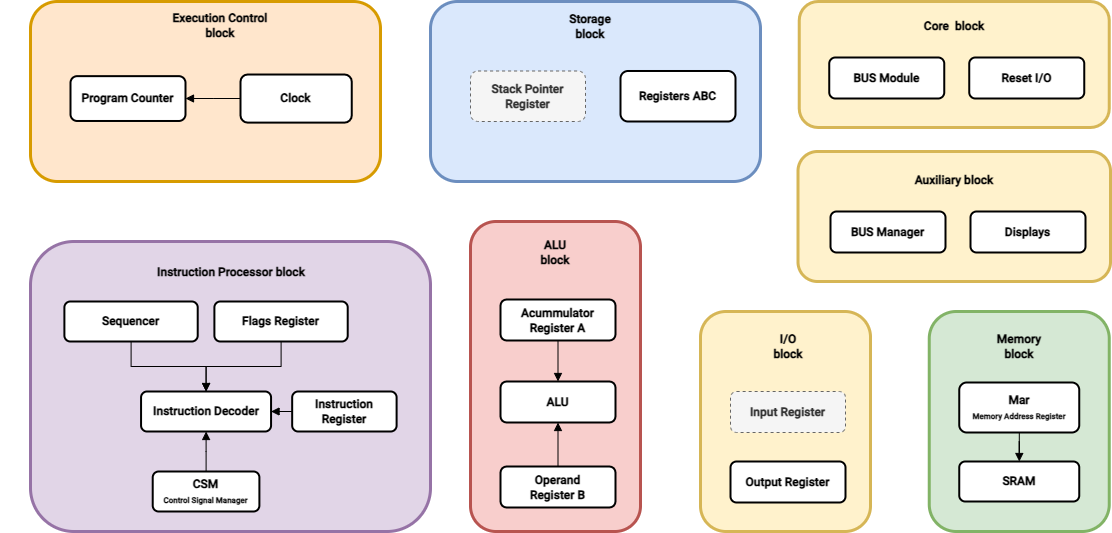 Execution Control
block
Program Counter
Clock
Storage
block
Stack Pointer
Register
Registers ABC
Core block
BUS Module
Reset I/O
Auxiliary block
BUS Manager
Displays
Instruction Processor block
Sequencer
Flags Register
Instruction Decoder
Instruction
Register
CSM
Control Signal Manager
ALU
block
Acummulator
Register A
ALU
Operand
Register B
I/O
block
Input Register
Output Register
Memory
block
Mar
Memory Address Register
SRAM